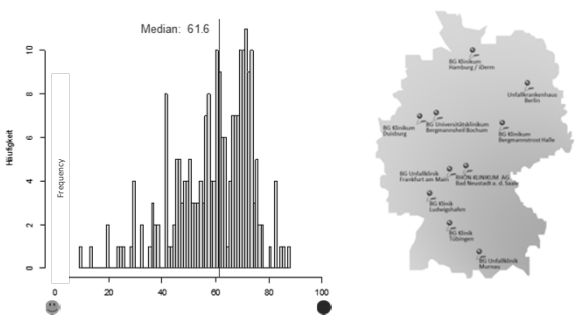 Median: 61.6
Häufigkeit
Frequency
10
8
6
4
2
0
0
20
40
60
80
100
BG Klinikum
Hamburg / iDerm
Unfallkrankenhaus
Berlin
BG Klinikum
Duisburg
BG Universitätsklinikum
Bergmannsheil Bochum
BG Klinikum
Bergmannstrost Halle
BG Unfallklinik
Frankfurt am Main
RHÖN-KLINIKUM AG
Bad Neustadt a. d. Saale
BG Klinik
Ludwigshafen
BG Klinik
Tübingen
BG Unfallklinik
Murnau